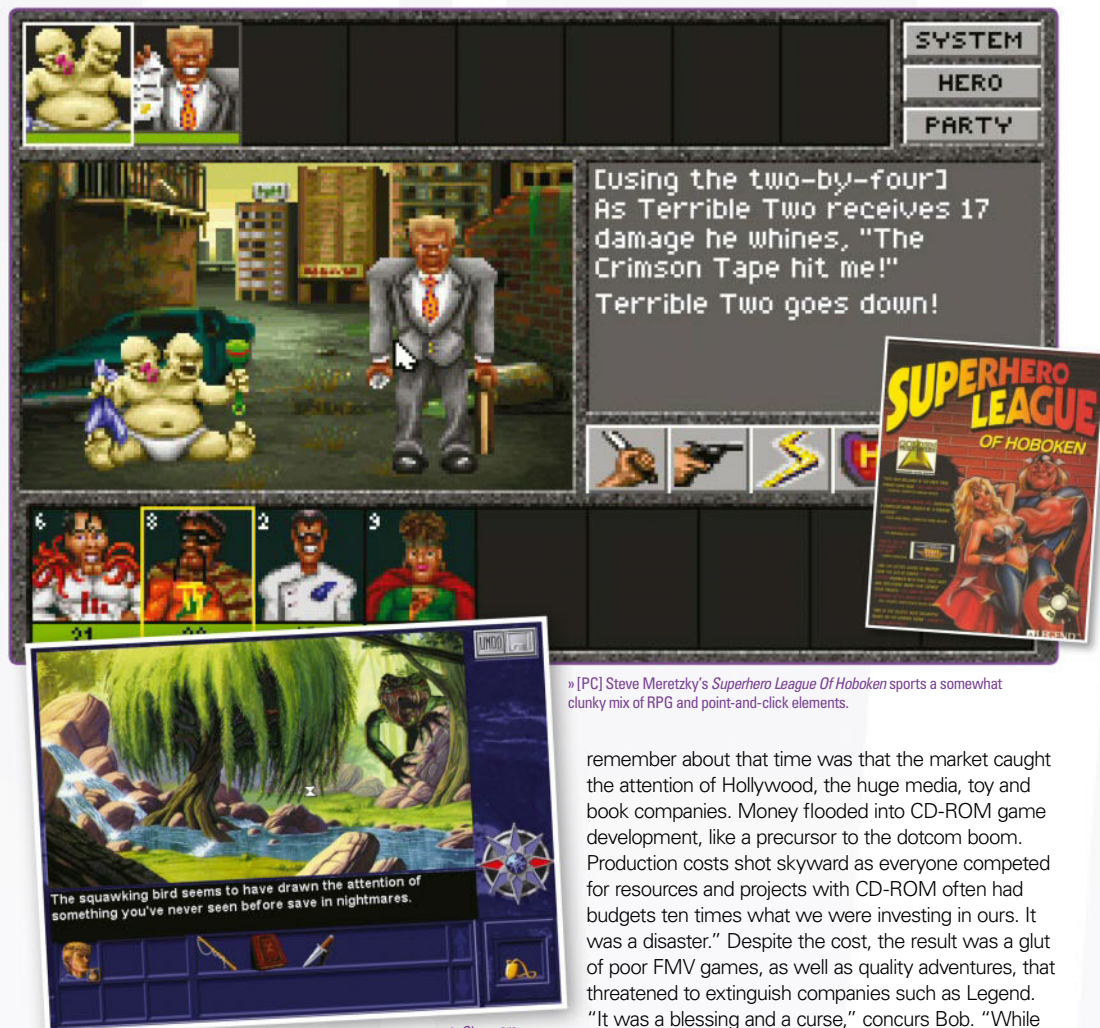 SYSTEM
HERO
PARTY
[using the two-by-four]
As Terrible Two receives 17
damage he whines, "The
Crimson Tape hit me!"
Terrible Two goes down!
SUPERHERO
LEAGUE
OF HOBOKEN
LEGEND
H
6
8
2
9
UNDO
The squawking bird seems to have drawn the attention of
something you've never seen before save in nightmares.
» [PC] Steve Meretzky's Superhero League Of Hoboken sports a somewhat
clunky mix of RPG and point-and-click elements.
remember about that time was that the market caught
the attention of Hollywood, the huge media, toy and
book companies. Money flooded into CD-ROM game
development, like a precursor to the dotcom boom.
Production costs shot skyward as everyone competed
for resources and projects with CD-ROM often had
budgets ten times what we were investing in ours. It
was a disaster." Despite the cost, the result was a glut
of poor FMV games, as well as quality adventures, that
threatened to extinguish companies such as Legend.
"It was a blessing and a curse," concurs Bob. "While